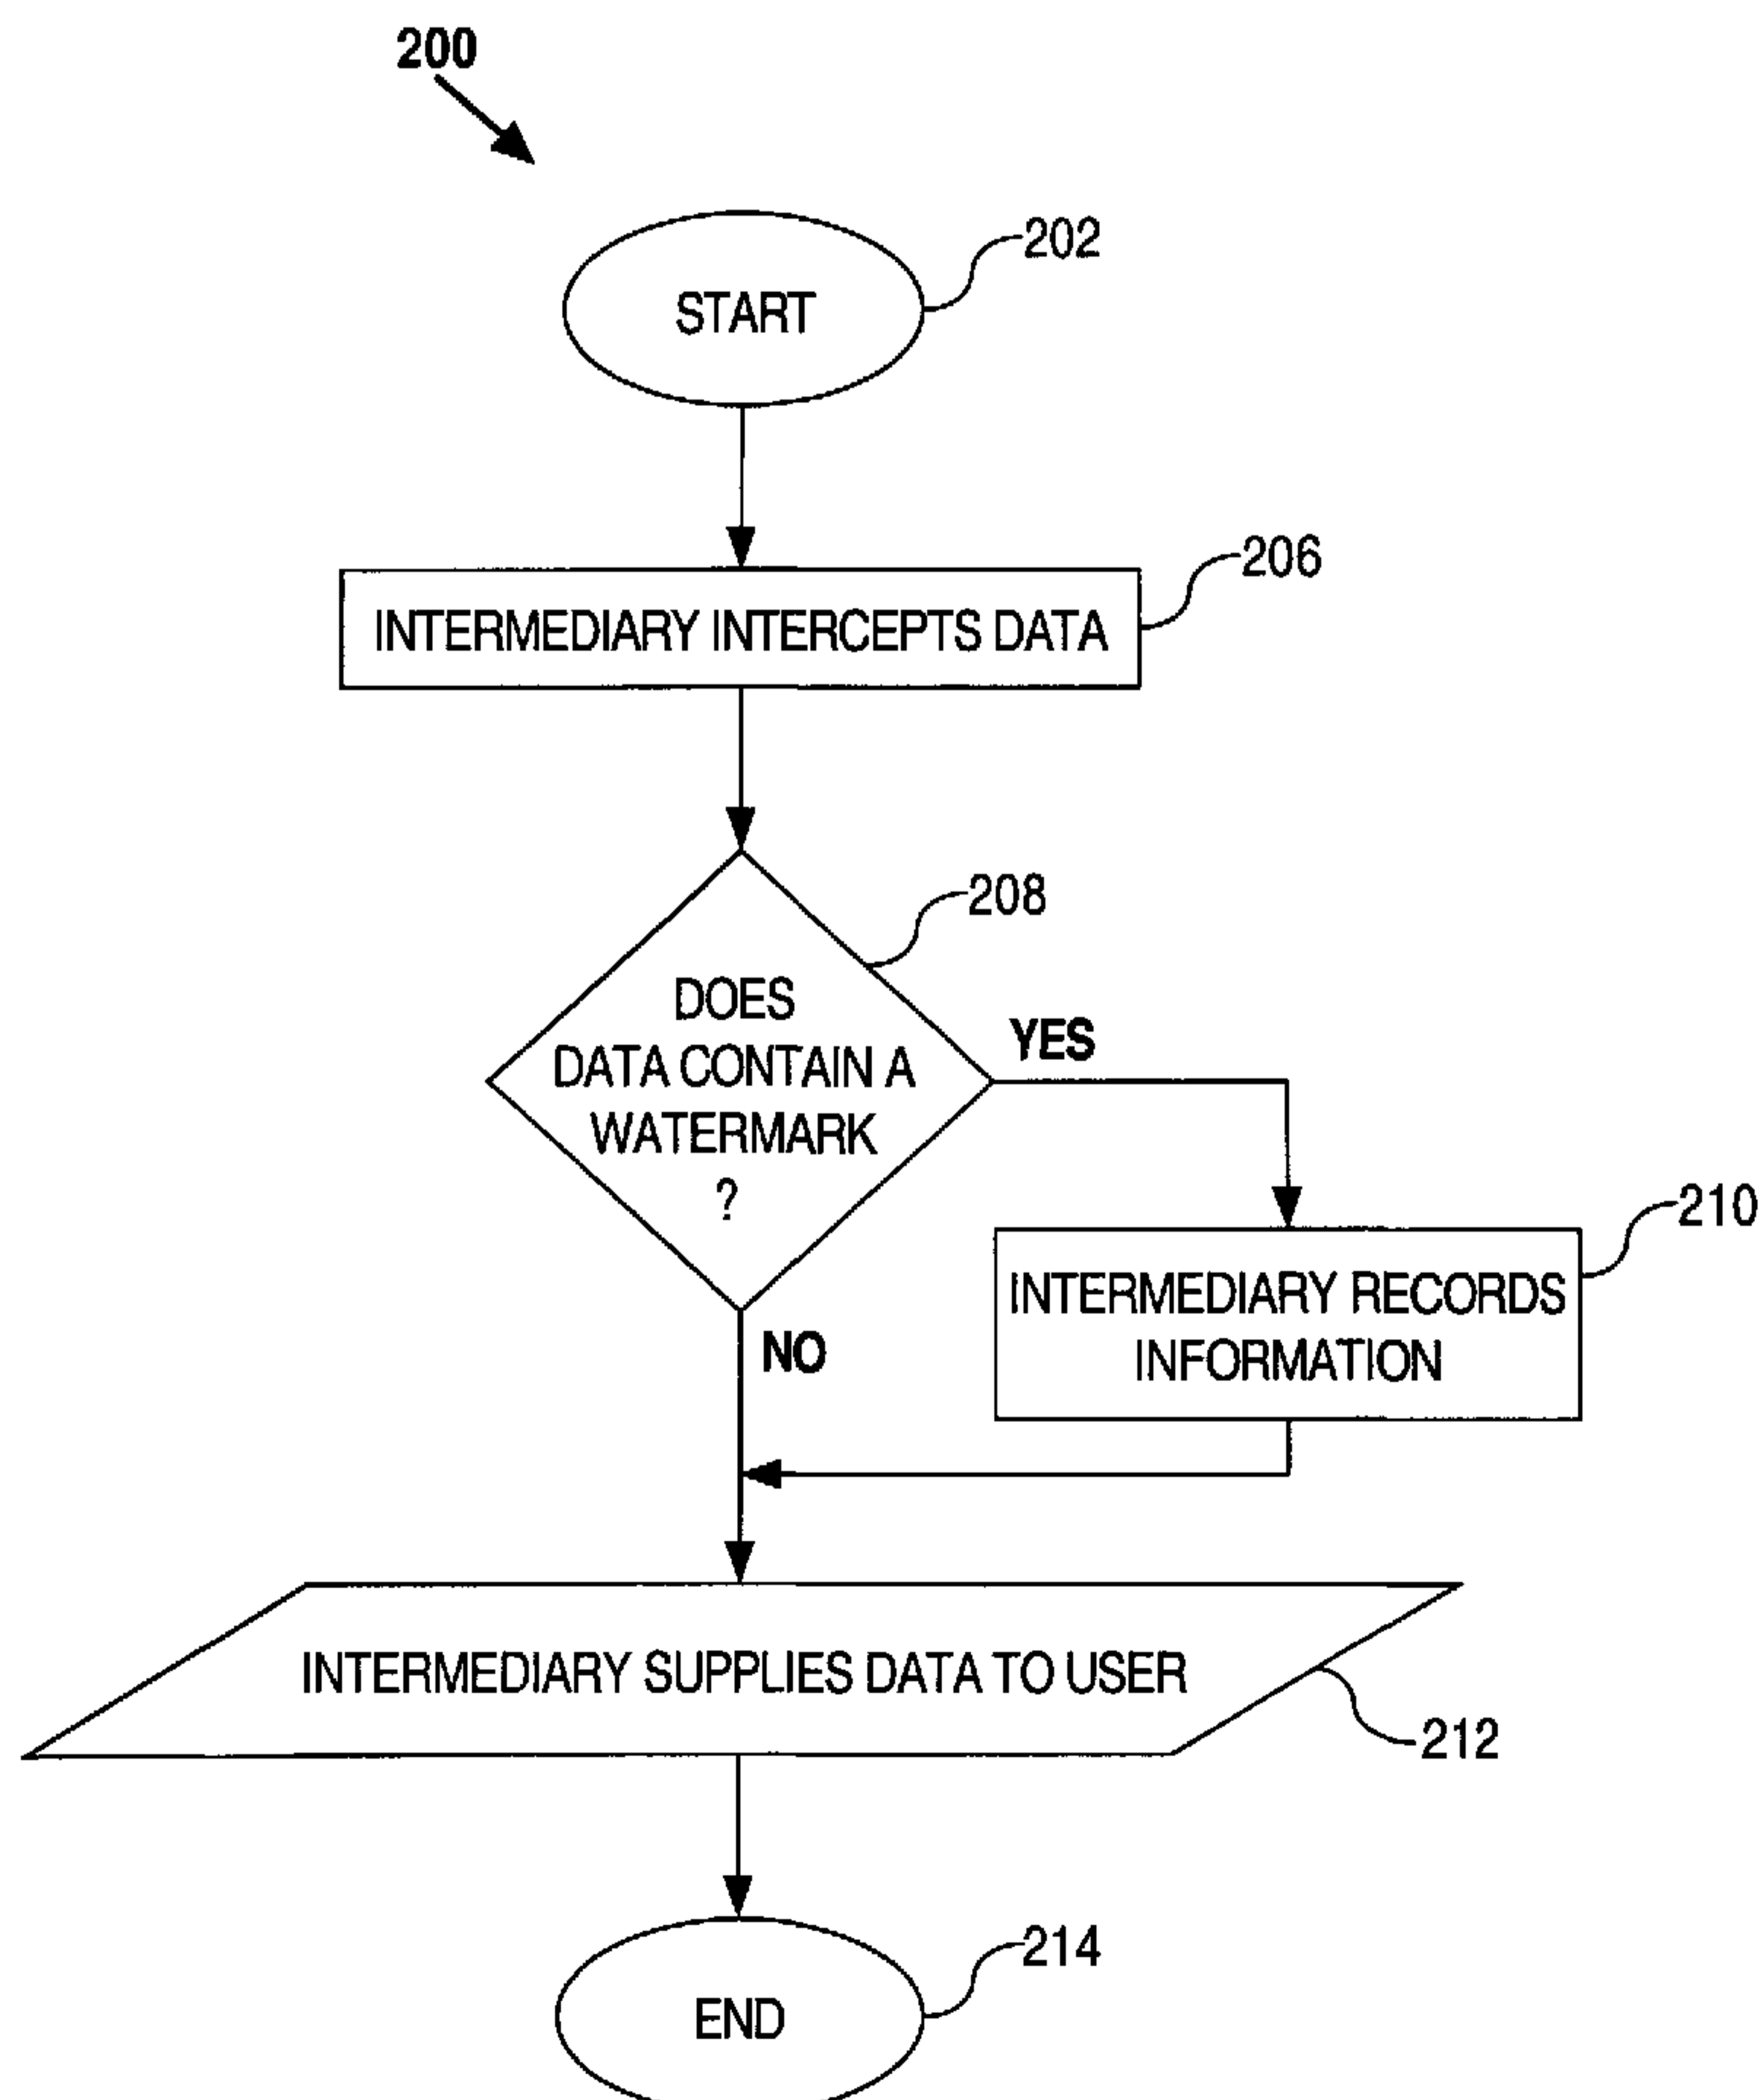 200
202
START
206
INTERMEDIARY INTERCEPTS DATA
208
DOES
DATA CONTAIN A
WATERMARK
?
YES
210
INTERMEDIARY RECORDS
INFORMATION
NO
INTERMEDIARY SUPPLIES DATA TO USER
212
214
END